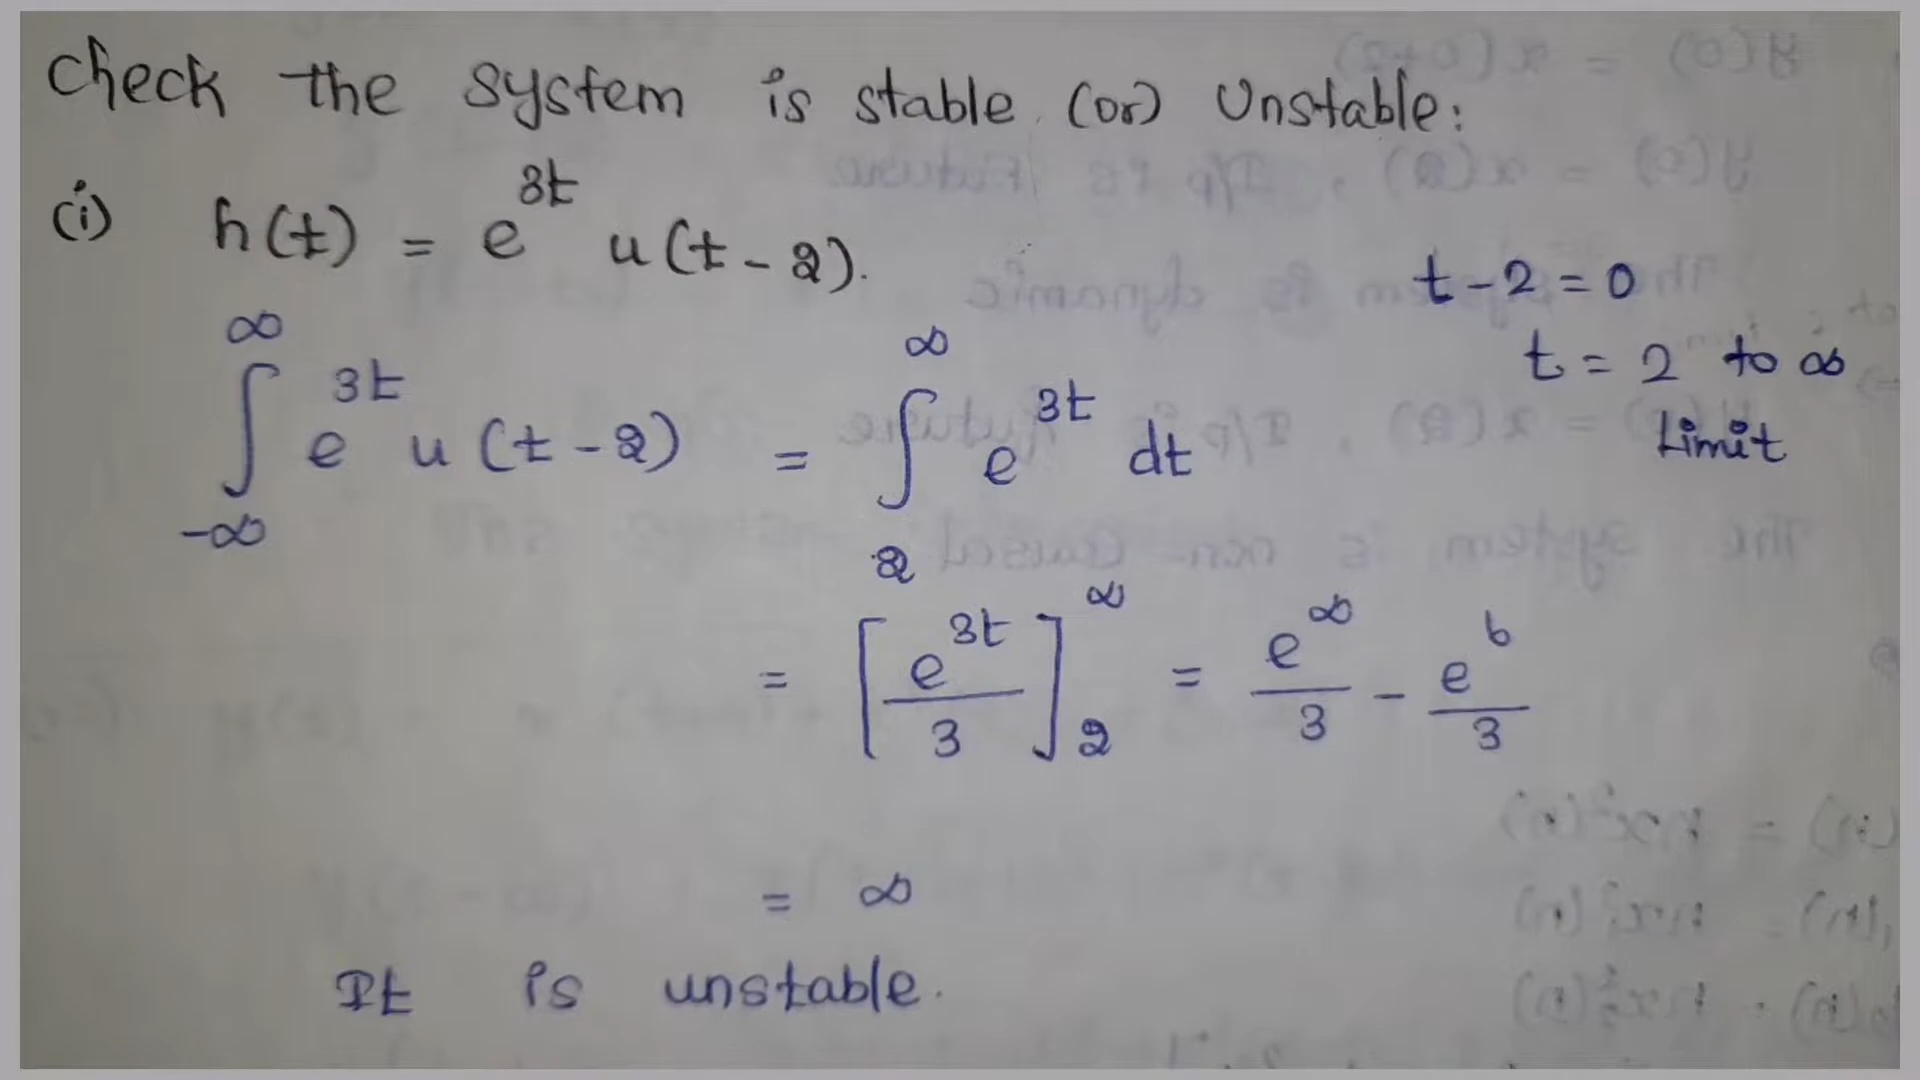 Check the system is stable (or) Unstable:
(i) h(t) = e^{3t} u(t-2).
t-2=0
t = 2 to ∞
Limit
∫_{-∞}^{∞} e^{3t} u(t-2) = ∫_{2}^{∞} e^{3t} dt
= [e^{3t}/3]_{2}^{∞} = e^{∞}/3 - e^{6}/3
= ∞
It is unstable.